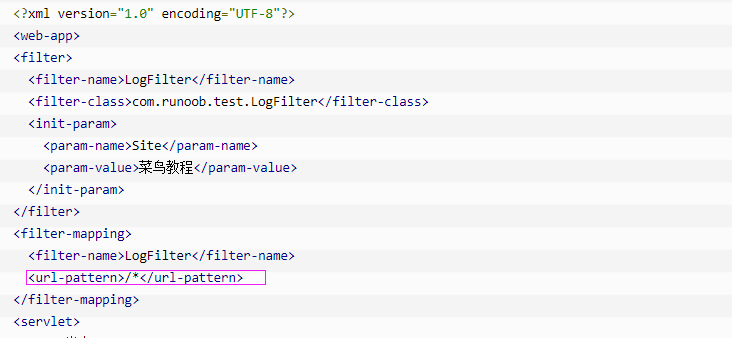 <?xml version="1.0" encoding="UTF-8"?>
<web-app>
<filter>
<filter-name>LogFilter</filter-name>
<filter-class>com.runoob.test.LogFilter</filter-class>
<init-param>
<param-name>Site</param-name>
<param-value>菜鸟教程</param-value>
</init-param>
</filter>
<filter-mapping>
<filter-name>LogFilter</filter-name>
<url-pattern>/*</url-pattern>
</filter-mapping>
<servlet>